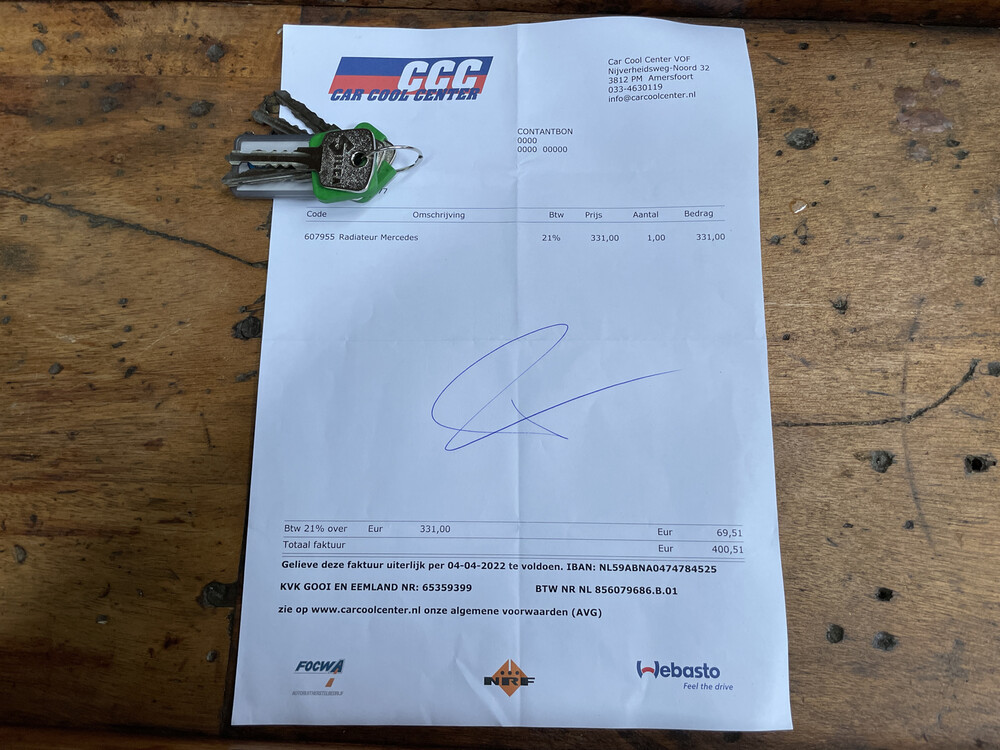 CCC
CAR COOL CENTER
Car Cool Center VOF
Nijverheidsweg-Noord 32
3812 PM Amersfoort
033-4630119
info@carcoolcenter.nl
CONTANTBON
0000
0000 00000
77
Code Omschrijving Btw Prijs Aantal Bedrag
607955 Radiateur Mercedes 21% 331,00 1,00 331,00
Btw 21% over Eur 331,00 Eur 69,51
Totaal faktuur Eur 400,51
Gelieve deze faktuur uiterlijk per 04-04-2022 te voldoen. IBAN: NL59ABNA0474784525
KVK GOOI EN EEMLAND NR: 65359399 BTW NR NL 856079686.B.01
zie op www.carcoolcenter.nl onze algemene voorwaarden (AVG)
FOCWA
AUTORUITHERSTELBEDRIJF
NRF
Webasto
Feel the drive